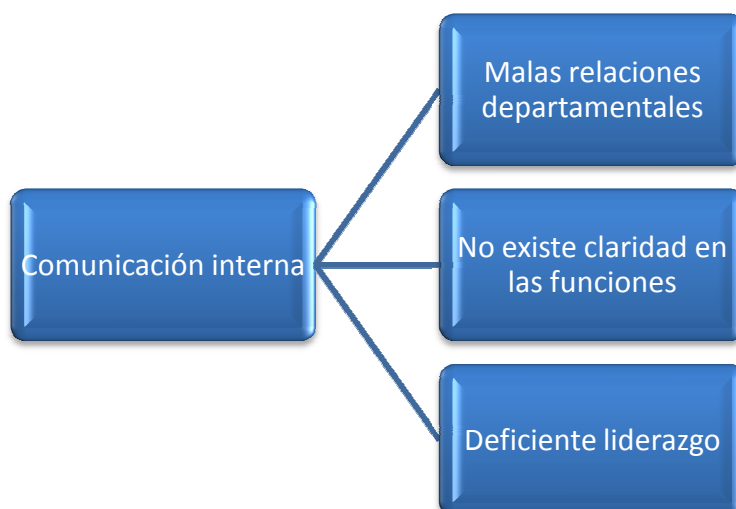 Comunicación interna
Malas relaciones
departamentales
No existe claridad en
las funciones
Deficiente liderazgo